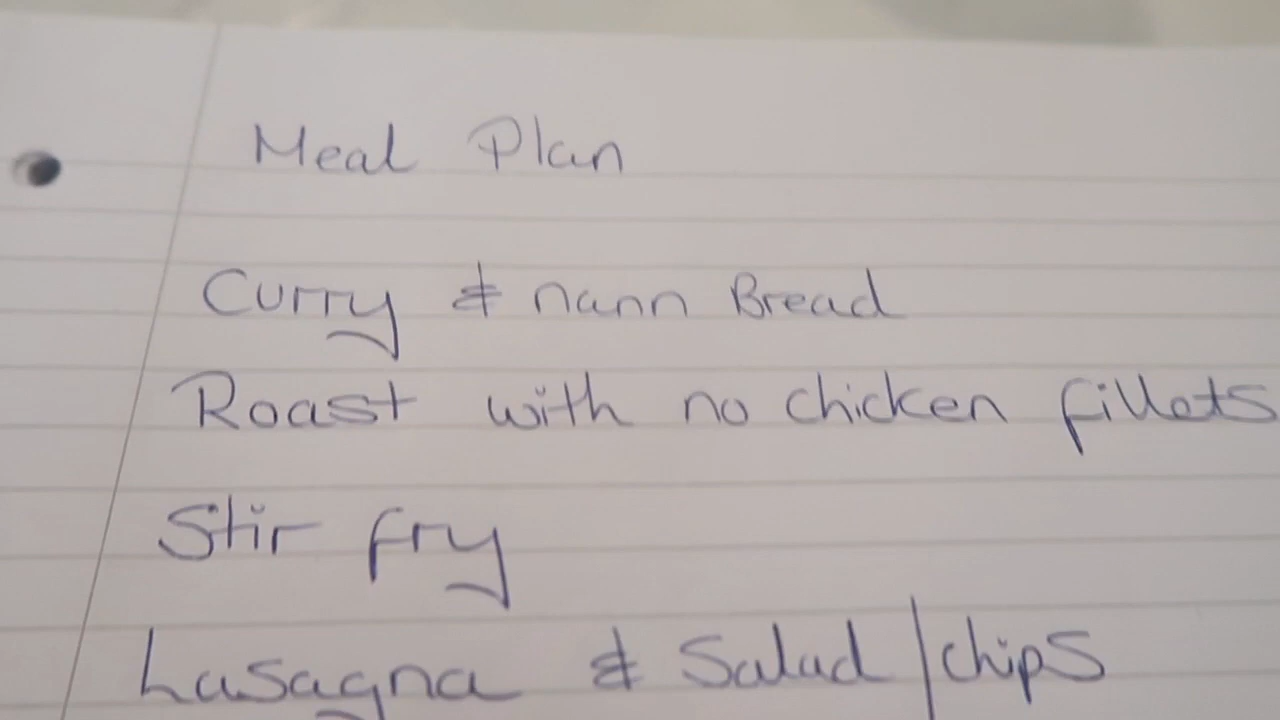 Meal Plan
Curry & nann Bread
Roast with no chicken fillets
Stir fry
Lasagna & Salad/chips